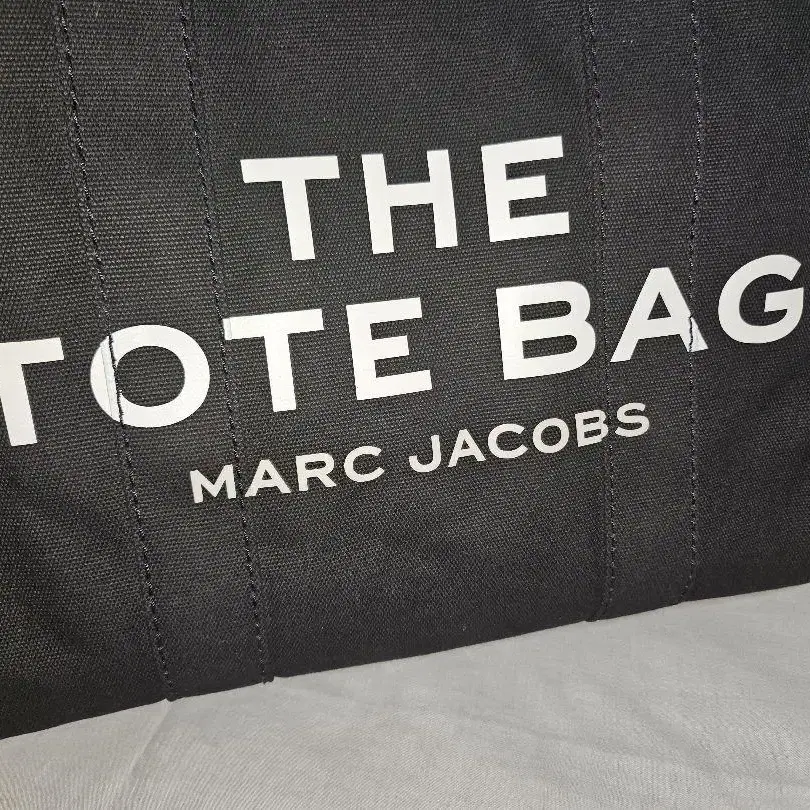 THE
TOTE BAG
MARC JACOBS